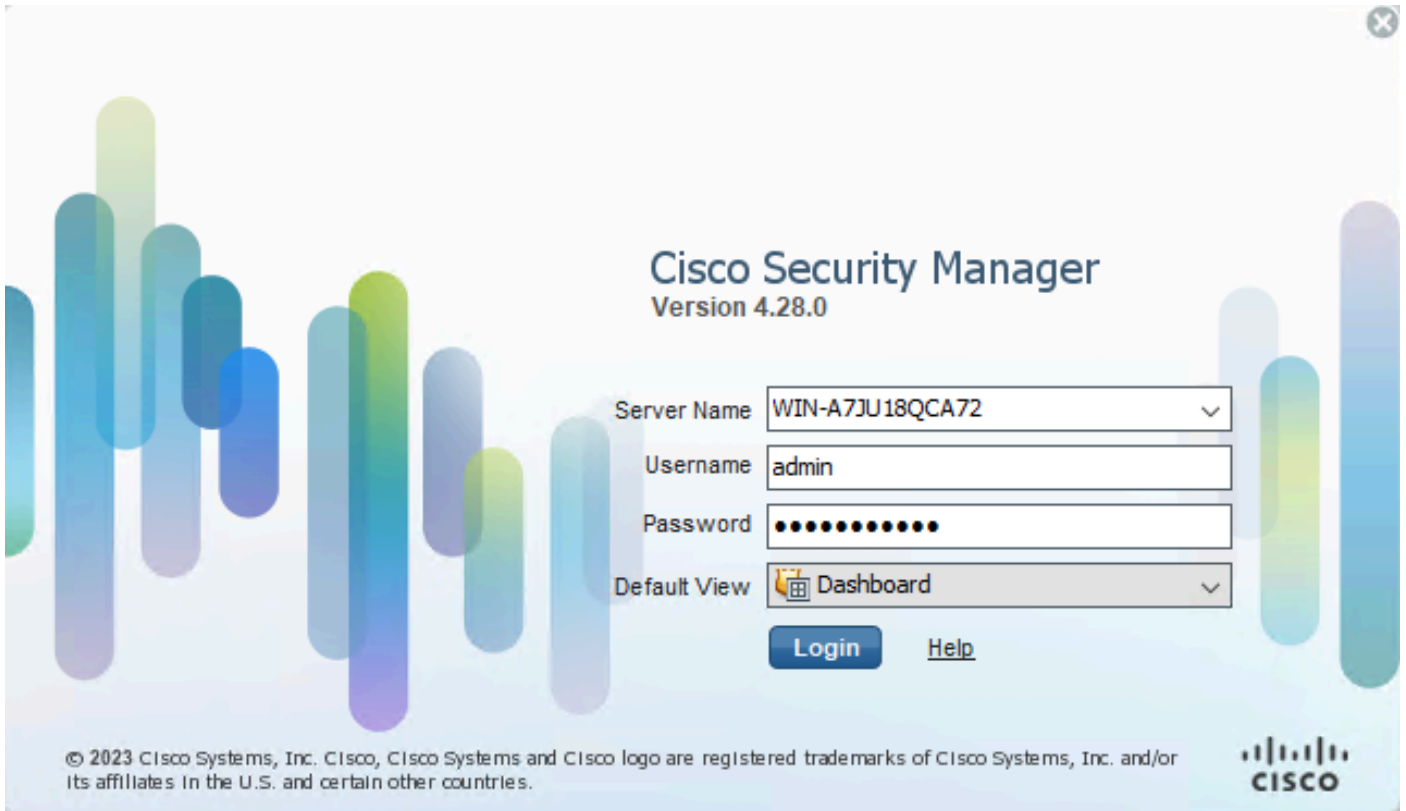 Cisco Security Manager
Version 4.28.0
Server Name WIN-A7JU18QCA72
Username admin
Password ●●●●●●●●●●●
Default View Dashboard
Login Help
© 2023 Cisco Systems, Inc. Cisco, Cisco Systems and Cisco logo are registered trademarks of Cisco Systems, Inc. and/or
its affiliates in the U.S. and certain other countries.
CISCO